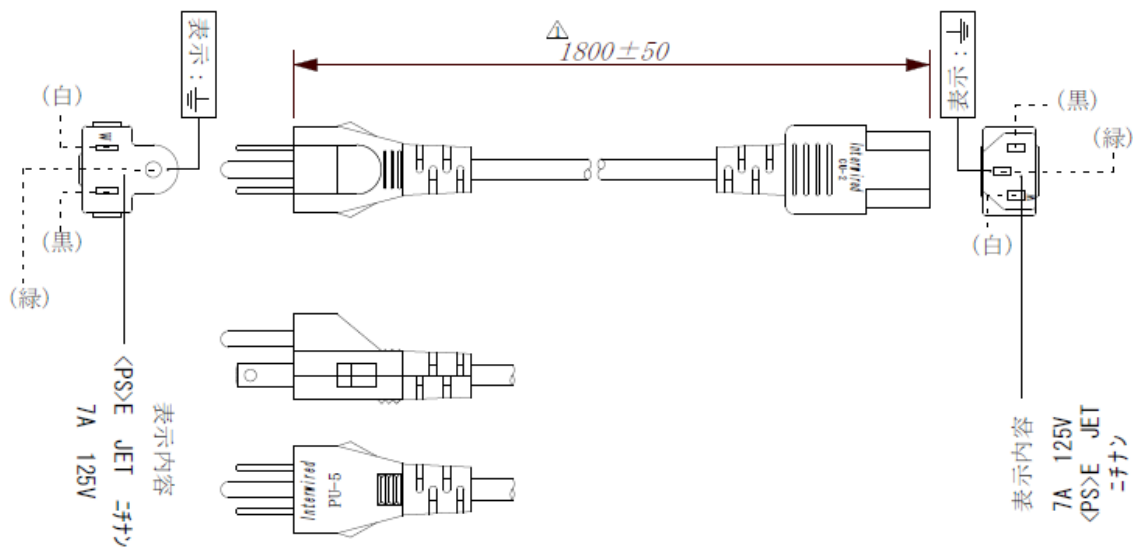 1
1800±50
表示：⏚
表示：⏚
(白)
(黒)
(緑)
W
(黒)
(緑)
(白)
W
Interwired
CU-2
表示内容
<PS>E JET ニチナン
7A 125V
Interwired
PU-5
表示内容
7A 125V
<PS>E JET
ニチナン